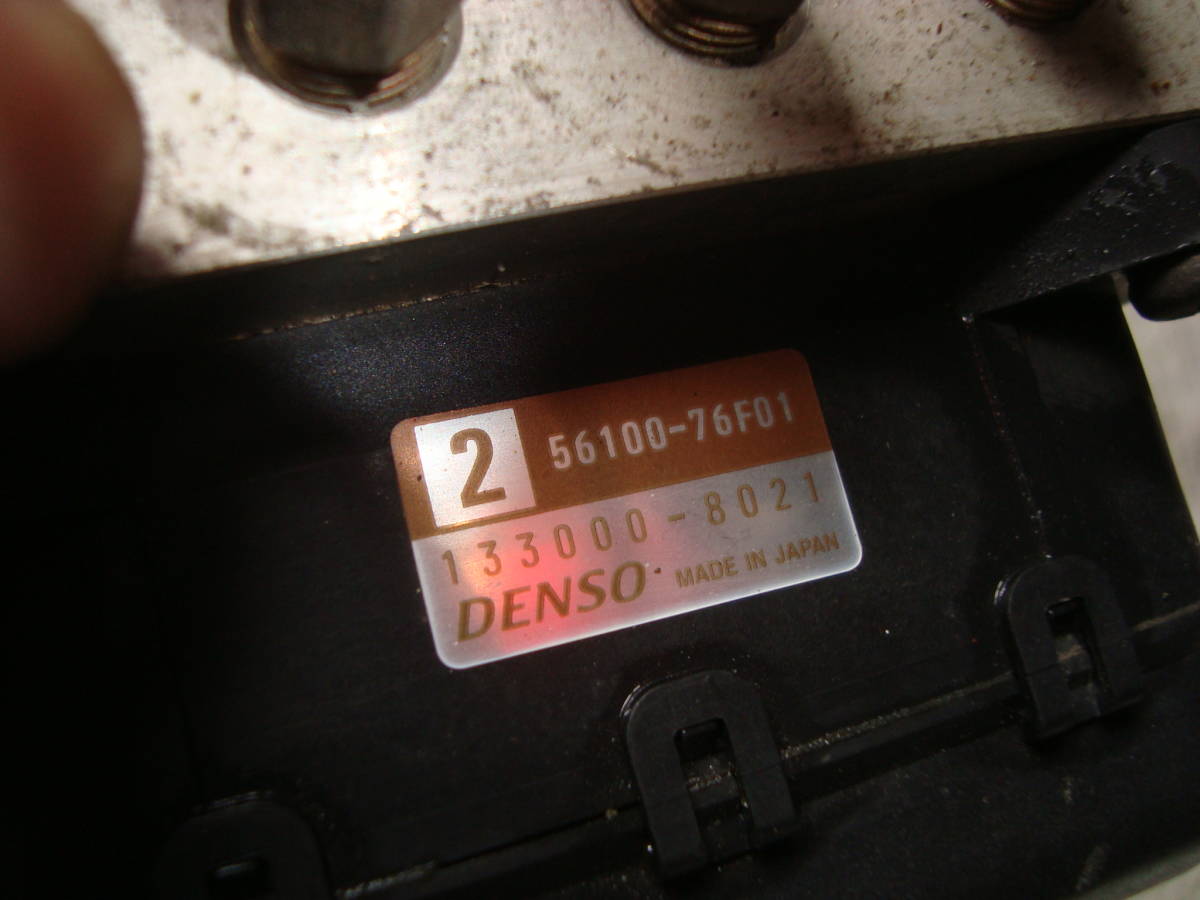 2 56100-76F01
133000-8021
DENSO MADE IN JAPAN